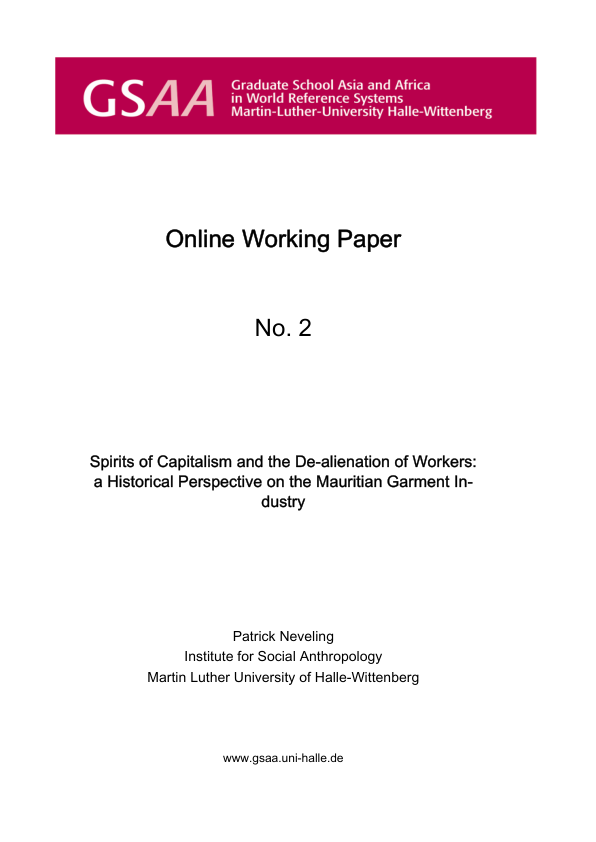 GSAA
Graduate School Asia and Africa
in World Reference Systems
Martin-Luther-University Halle-Wittenberg
Online Working Paper
No. 2
Spirits of Capitalism and the De-alienation of Workers:
a Historical Perspective on the Mauritian Garment In-
dustry
Patrick Neveling
Institute for Social Anthropology
Martin Luther University of Halle-Wittenberg
www.gsaa.uni-halle.de